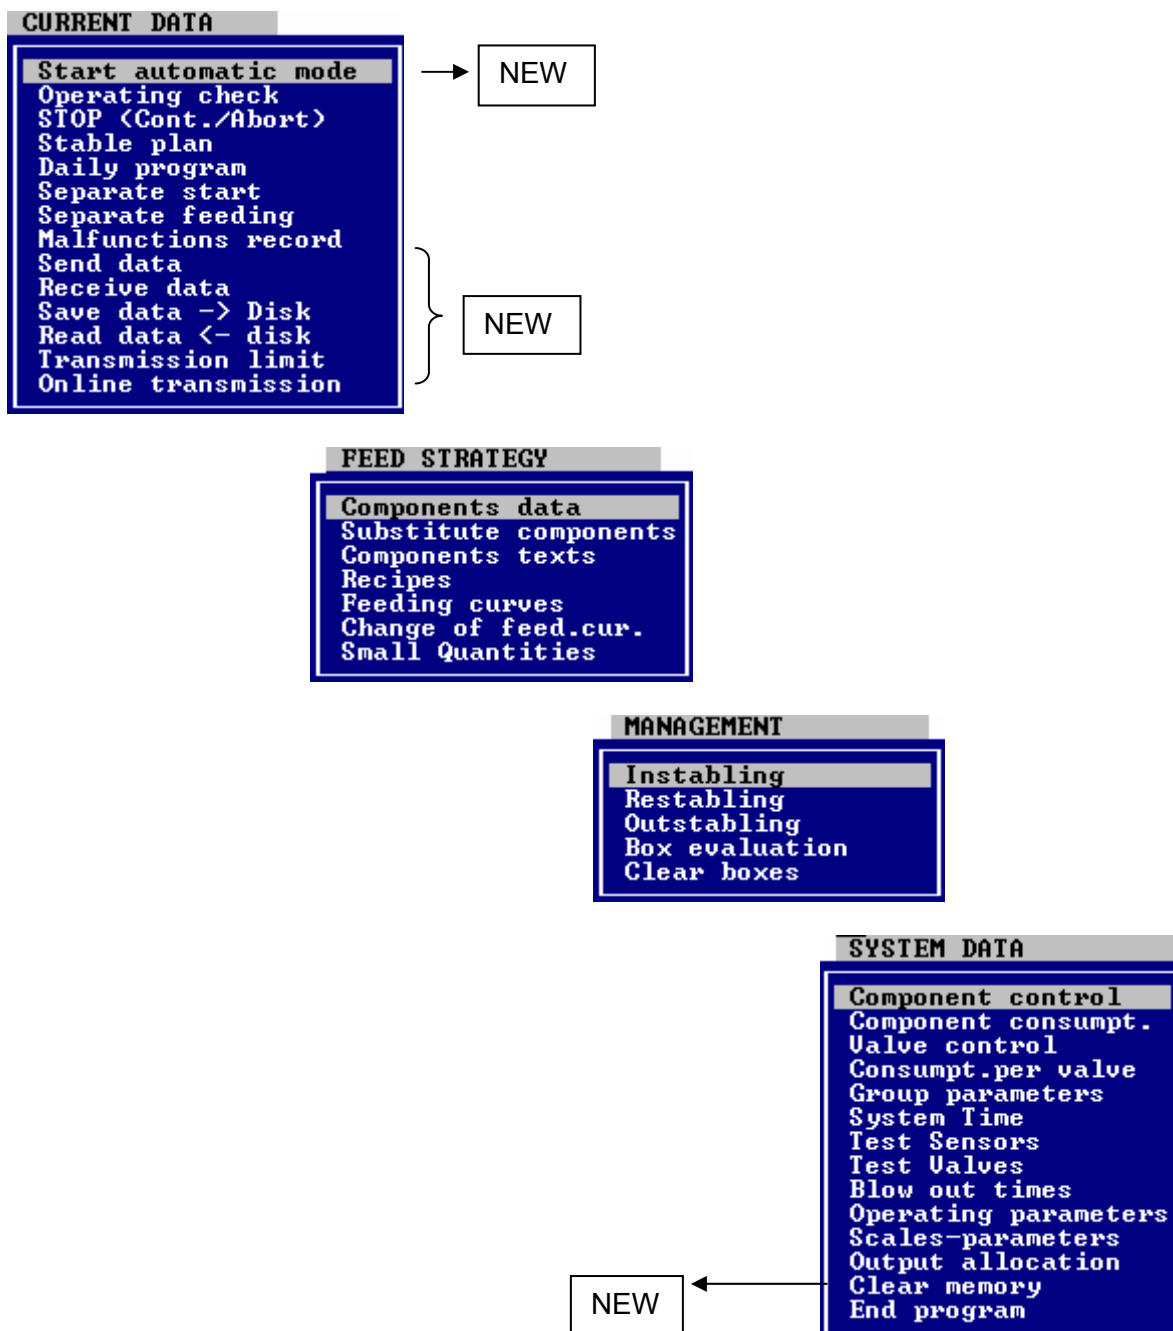 CURRENT DATA
Start automatic mode
NEW
Operating check
STOP (Cont./Abort)
Stable plan
Daily program
Separate start
Separate feeding
Malfunctions record
Send data
Receive data
Save data -> Disk
NEW
Read data <- disk
Transmission limit
Online transmission
FEED STRATEGY
Components data
Substitute components
Components texts
Recipes
Feeding curves
Change of feed.cur.
Small Quantities
MANAGEMENT
Instabling
Restabling
Outstabling
Box evaluation
Clear boxes
SYSTEM DATA
Component control
Component consumpt.
Valve control
Consumpt.per valve
Group parameters
System Time
Test Sensors
Test Valves
Blow out times
Operating parameters
Scales-parameters
Output allocation
Clear memory
NEW
End program